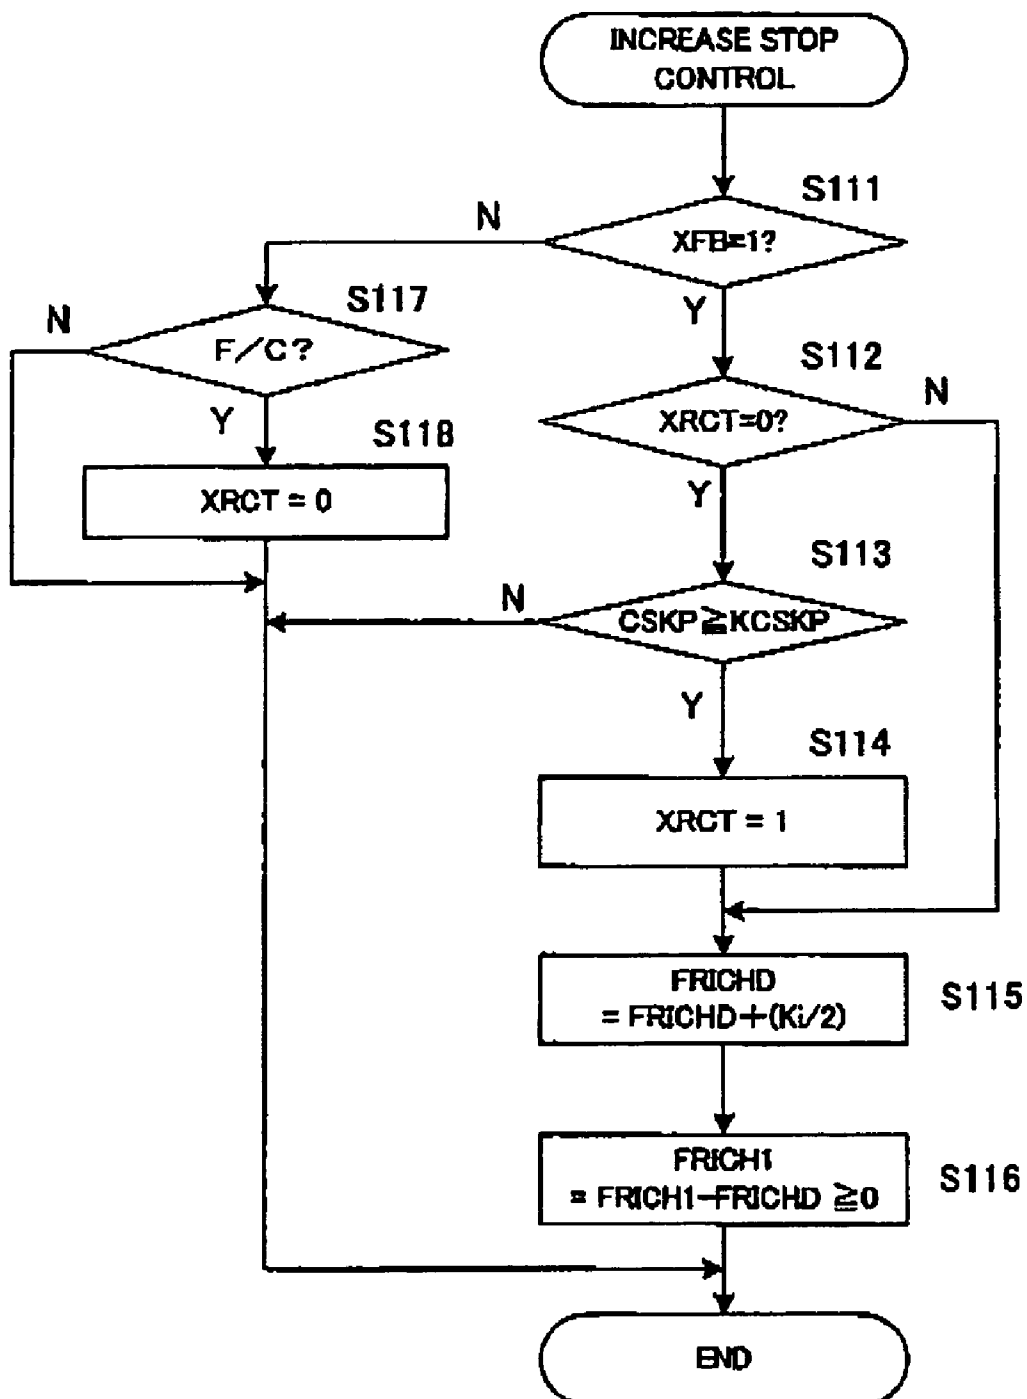 INCREASE STOP
CONTROL
S111
N
XFB=1?
Y
S117
N
F/C?
Y
S112
N
XRCT=0?
Y
S118
XRCT = 0
S113
N
CSKP≧KCSKP
Y
S114
XRCT = 1
FRICHD
= FRICHD+(Ki/2)
S115
FRICH1
= FRICH1-FRICHD ≧0
S116
END